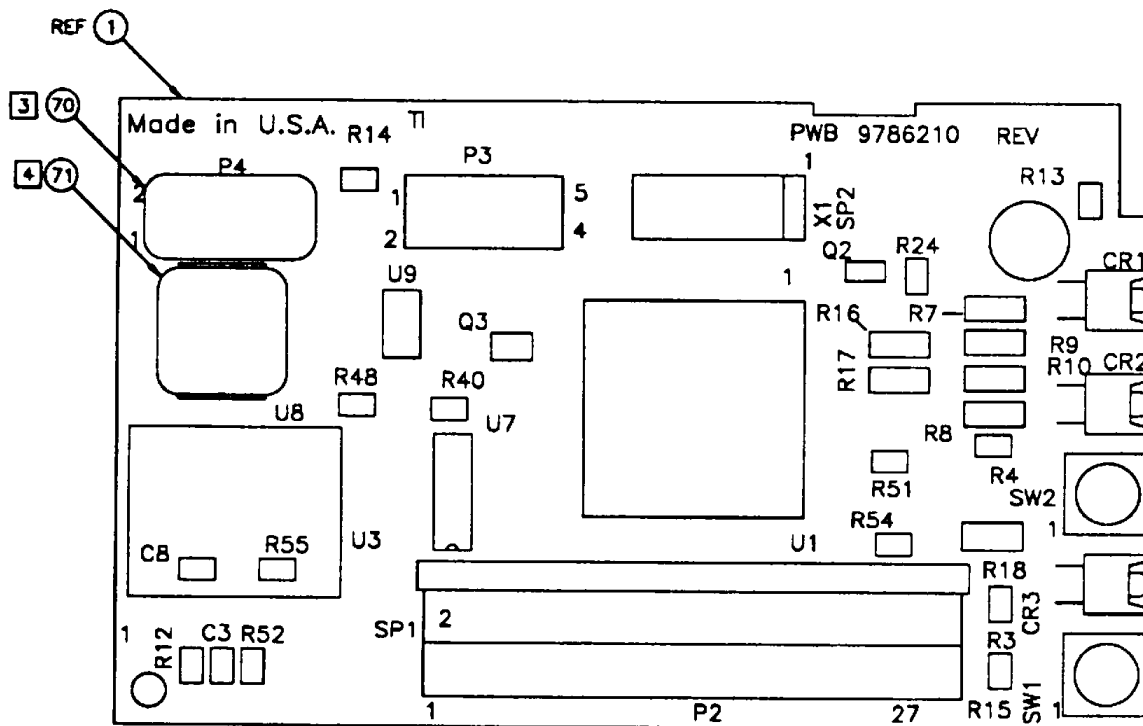 REF 1
3 70
4 71
Made in U.S.A.
TI
PWB 9786210 REV
R14
P4
2
1
P3
1
2
5
4
1
X1
SP2
R13
Q2
R24
CR1
U9
1
Q3
R16
R7
R17
R9
R10
CR2
R48
R40
U8
U7
R8
R4
R51
SW2
1
R54
U1
C8
R55
U3
R18
CR3
1
R12
C3
R52
SP1
2
R3
SW1
1
R15
1
P2
27